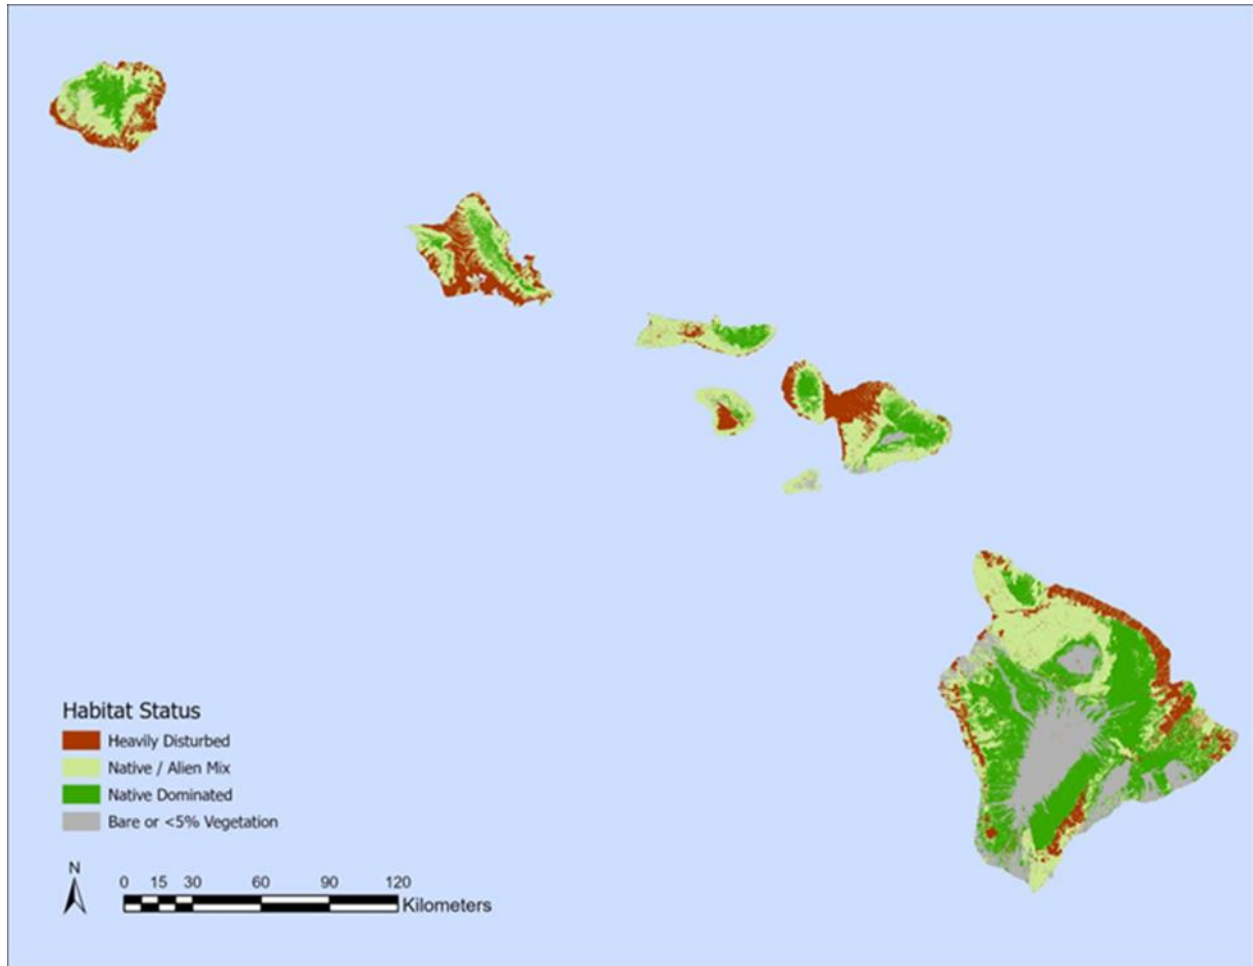 Habitat Status
Heavily Disturbed
Native / Alien Mix
Native Dominated
Bare or <5% Vegetation
N
0 15 30 60 90 120
Kilometers